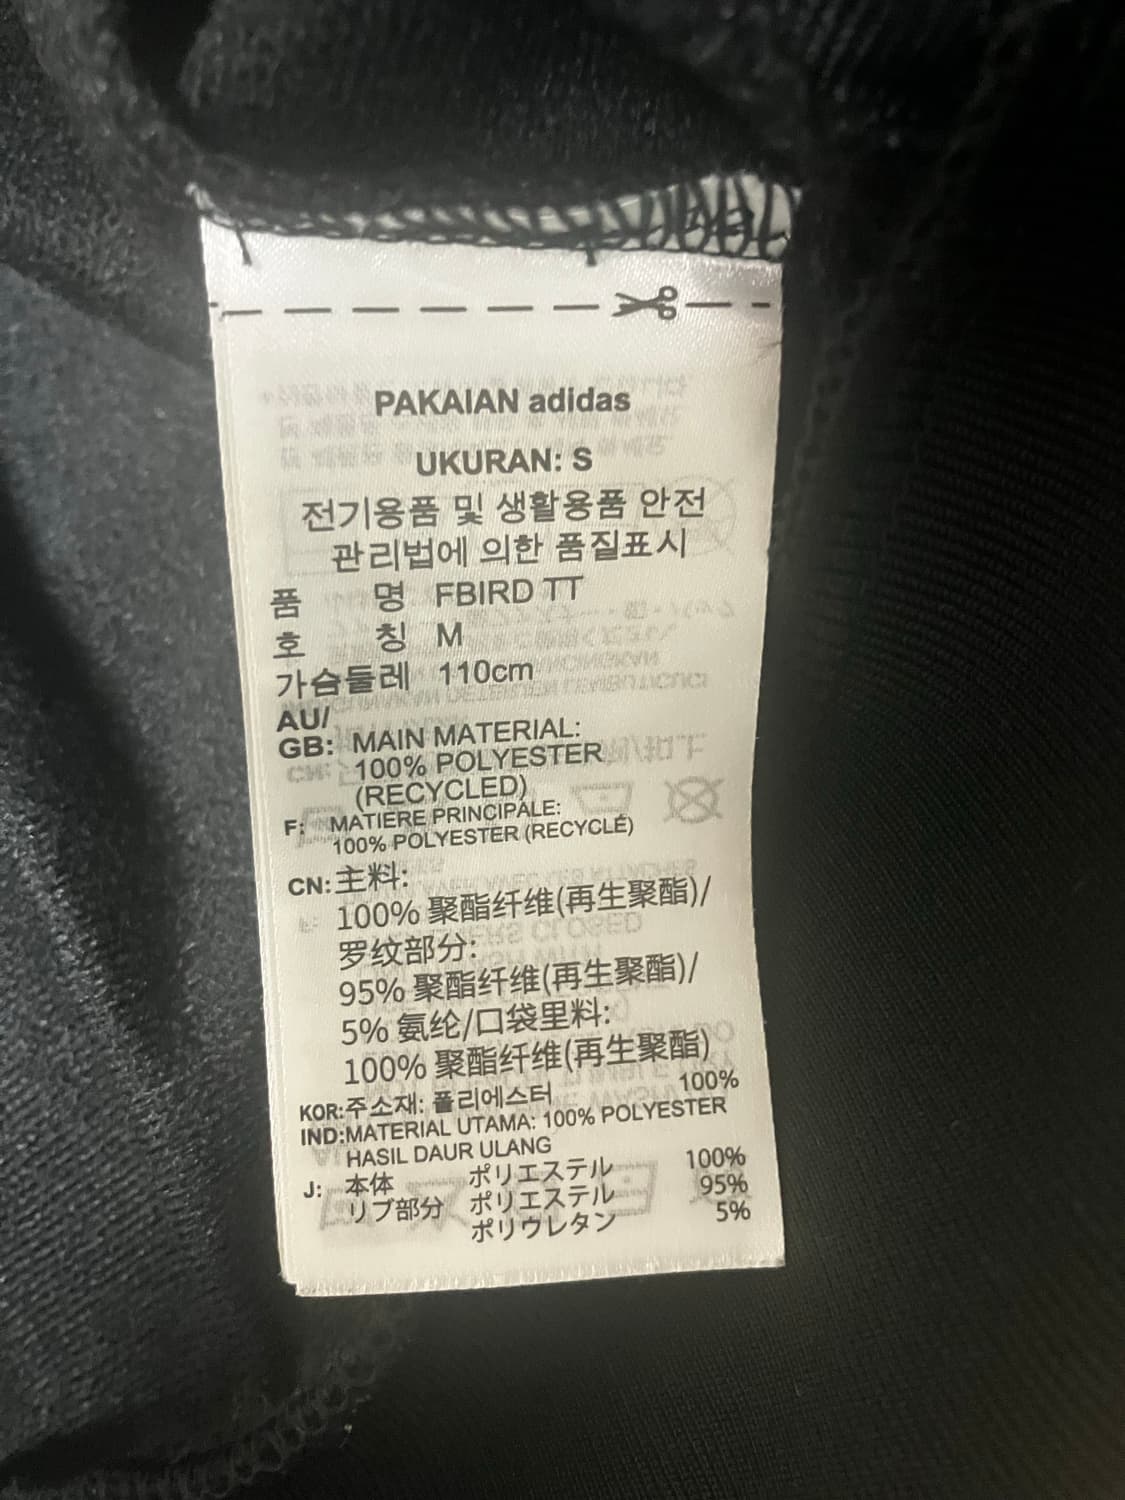 PAKAIAN adidas
UKURAN: S
전기용품 및 생활용품 안전
관리법에 의한 품질표시
품 명 FBIRD TT
호 칭 M
가슴둘레 110cm
AU/
GB: MAIN MATERIAL:
100% POLYESTER
(RECYCLED)
F: MATIERE PRINCIPALE:
100% POLYESTER (RECYCLÉ)
CN: 主料:
100% 聚酯纤维(再生聚酯)/
罗纹部分:
95% 聚酯纤维(再生聚酯)/
5% 氨纶/口袋里料:
100% 聚酯纤维(再生聚酯)
KOR: 주소재: 폴리에스터 100%
IND: MATERIAL UTAMA: 100% POLYESTER
HASIL DAUR ULANG
J: 本体 ポリエステル 100%
リブ部分 ポリエステル 95%
ポリウレタン 5%